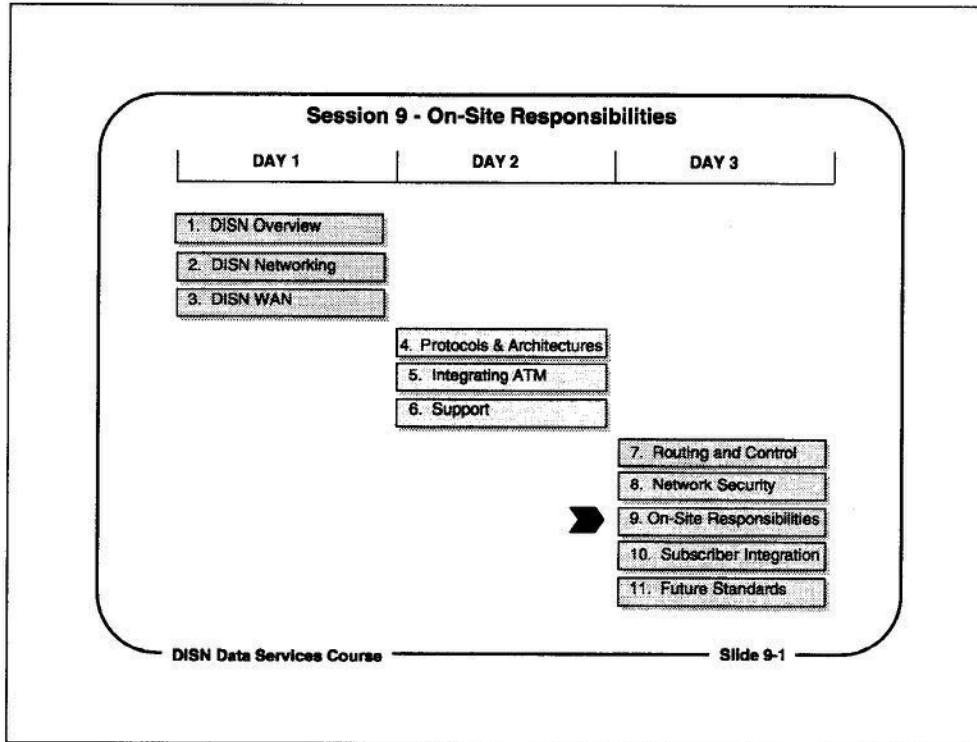 Session 9 - On-Site Responsibilities
DAY 1 DAY 2 DAY 3
1. DISN Overview
2. DISN Networking
3. DISN WAN
4. Protocols & Architectures
5. Integrating ATM
6. Support
7. Routing and Control
8. Network Security
9. On-Site Responsibilities
10. Subscriber Integration
11. Future Standards
DISN Data Services Course Slide 9-1